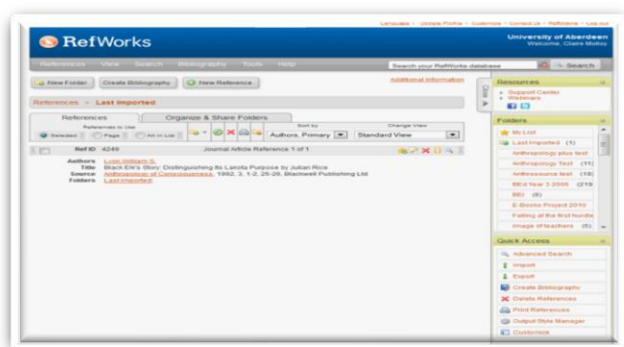 Language • Google Profile • Customize • Contact Us • RefWorks • Log out
RefWorks
University of Aberdeen
Welcome, Claire Molloy
References View Search Bibliography Tools Help
Search your RefWorks database Search
New Folder Create Bibliography New Reference
Additional Information
References > Last Imported
References Organize & Share Folders
References to Use Sort by Change View
Selected Page All in List Authors, Primary Standard View
Ref ID 4249 Journal Article Reference 1 of 1
Authors Lyon,William S.
Title Black Elk's Story: Distinguishing Its Lakota Purpose by Julian Rice
Source Anthropology of Consciousness, 1992, 3, 1-2, 25-26, Blackwell Publishing Ltd
Folders Last Imported;
Resources
Support Center
Webinars
Folders
My List
Last Imported (1)
Anthropology plus test
Anthropology Test (11)
Anthrosource test (18)
BEd Year 3 2006 (219
BEI (8)
E-Books Project 2010
Falling at the first hurdle
Image of teachers (5)
Quick Access
Advanced Search
Import
Export
Create Bibliography
Delete References
Print References
Output Style Manager
Customize